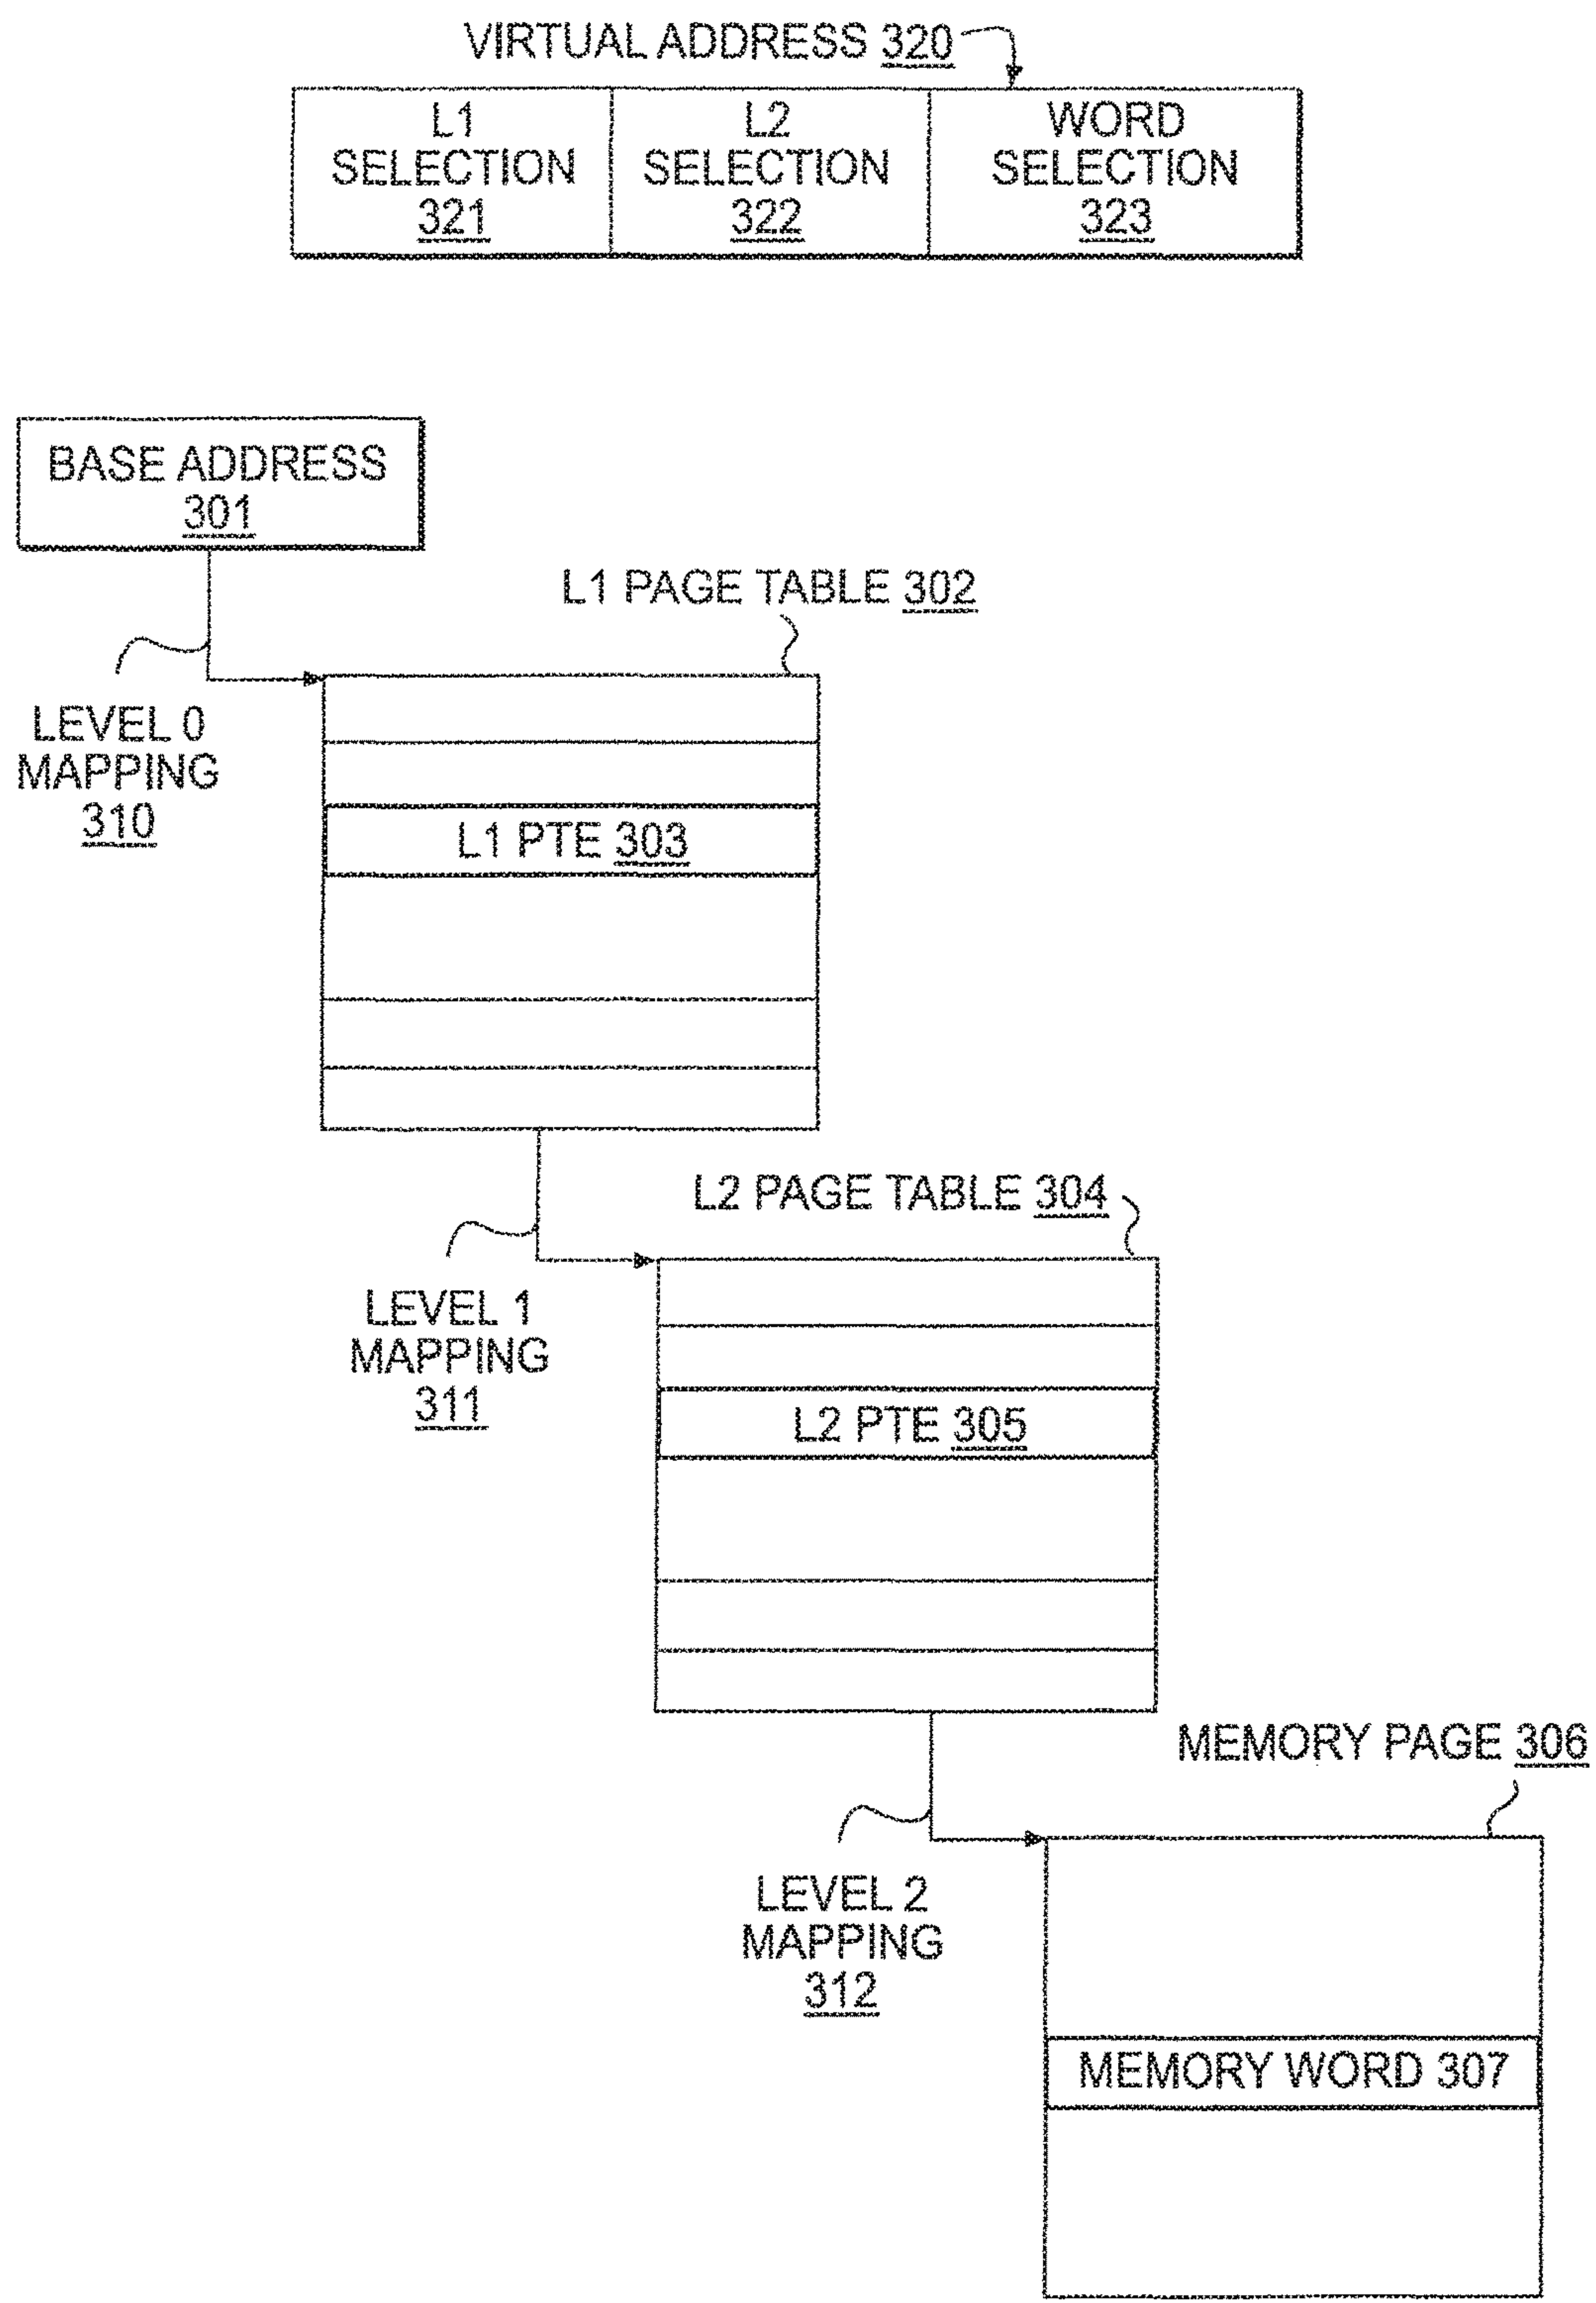 VIRTUAL ADDRESS 320
L1
SELECTION
321
L2
SELECTION
322
WORD
SELECTION
323
BASE ADDRESS
301
L1 PAGE TABLE 302
LEVEL 0
MAPPING
310
L1 PTE 303
L2 PAGE TABLE 304
LEVEL 1
MAPPING
311
L2 PTE 305
MEMORY PAGE 306
LEVEL 2
MAPPING
312
MEMORY WORD 307